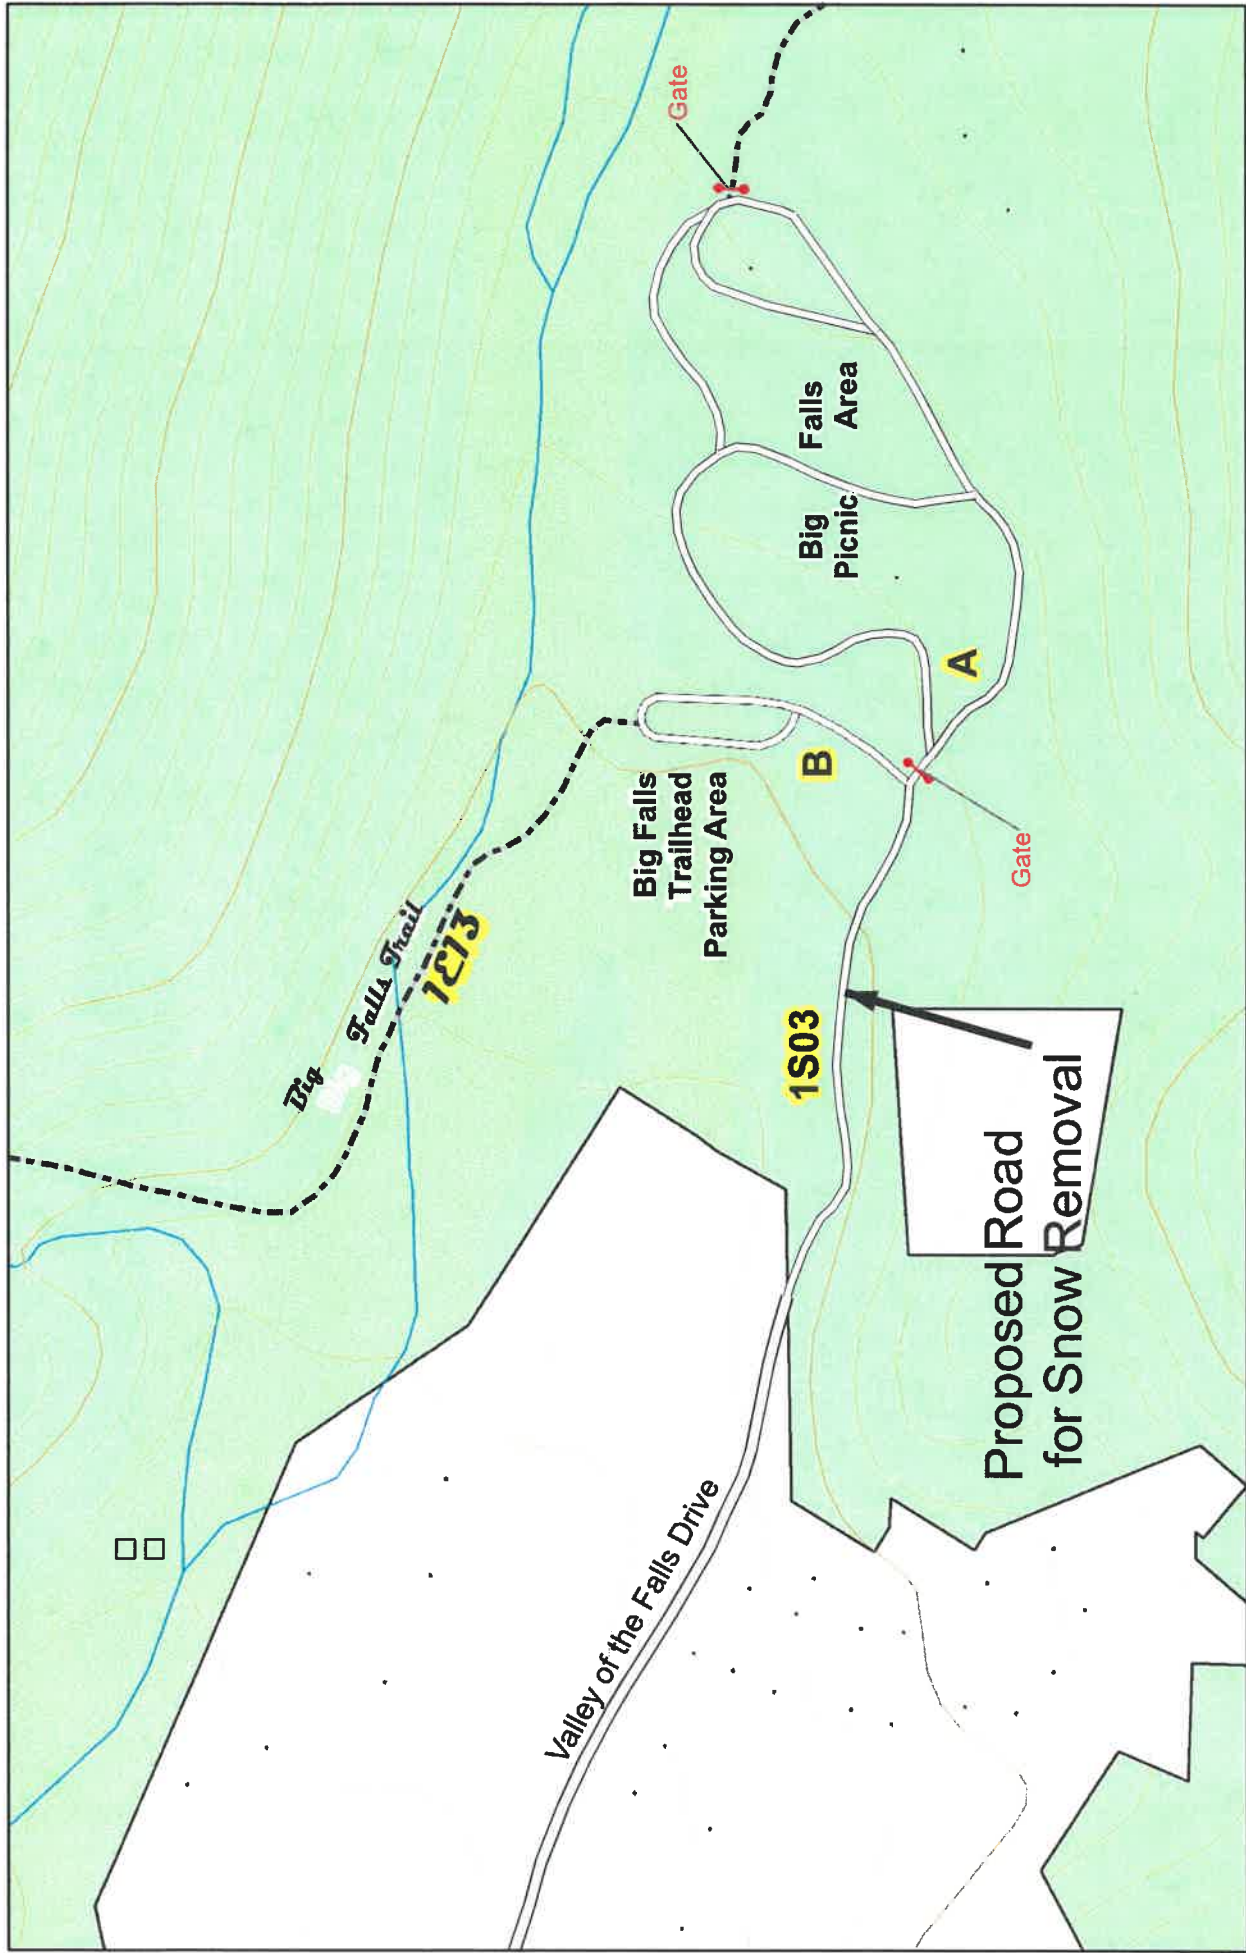 Big Falls Trail
1E13
Gate
Big Falls
Trailhead
Parking Area
Big Falls
Picnic Area
B
A
1S03
Gate
Valley of the Falls Drive
Proposed Road
for Snow Removal